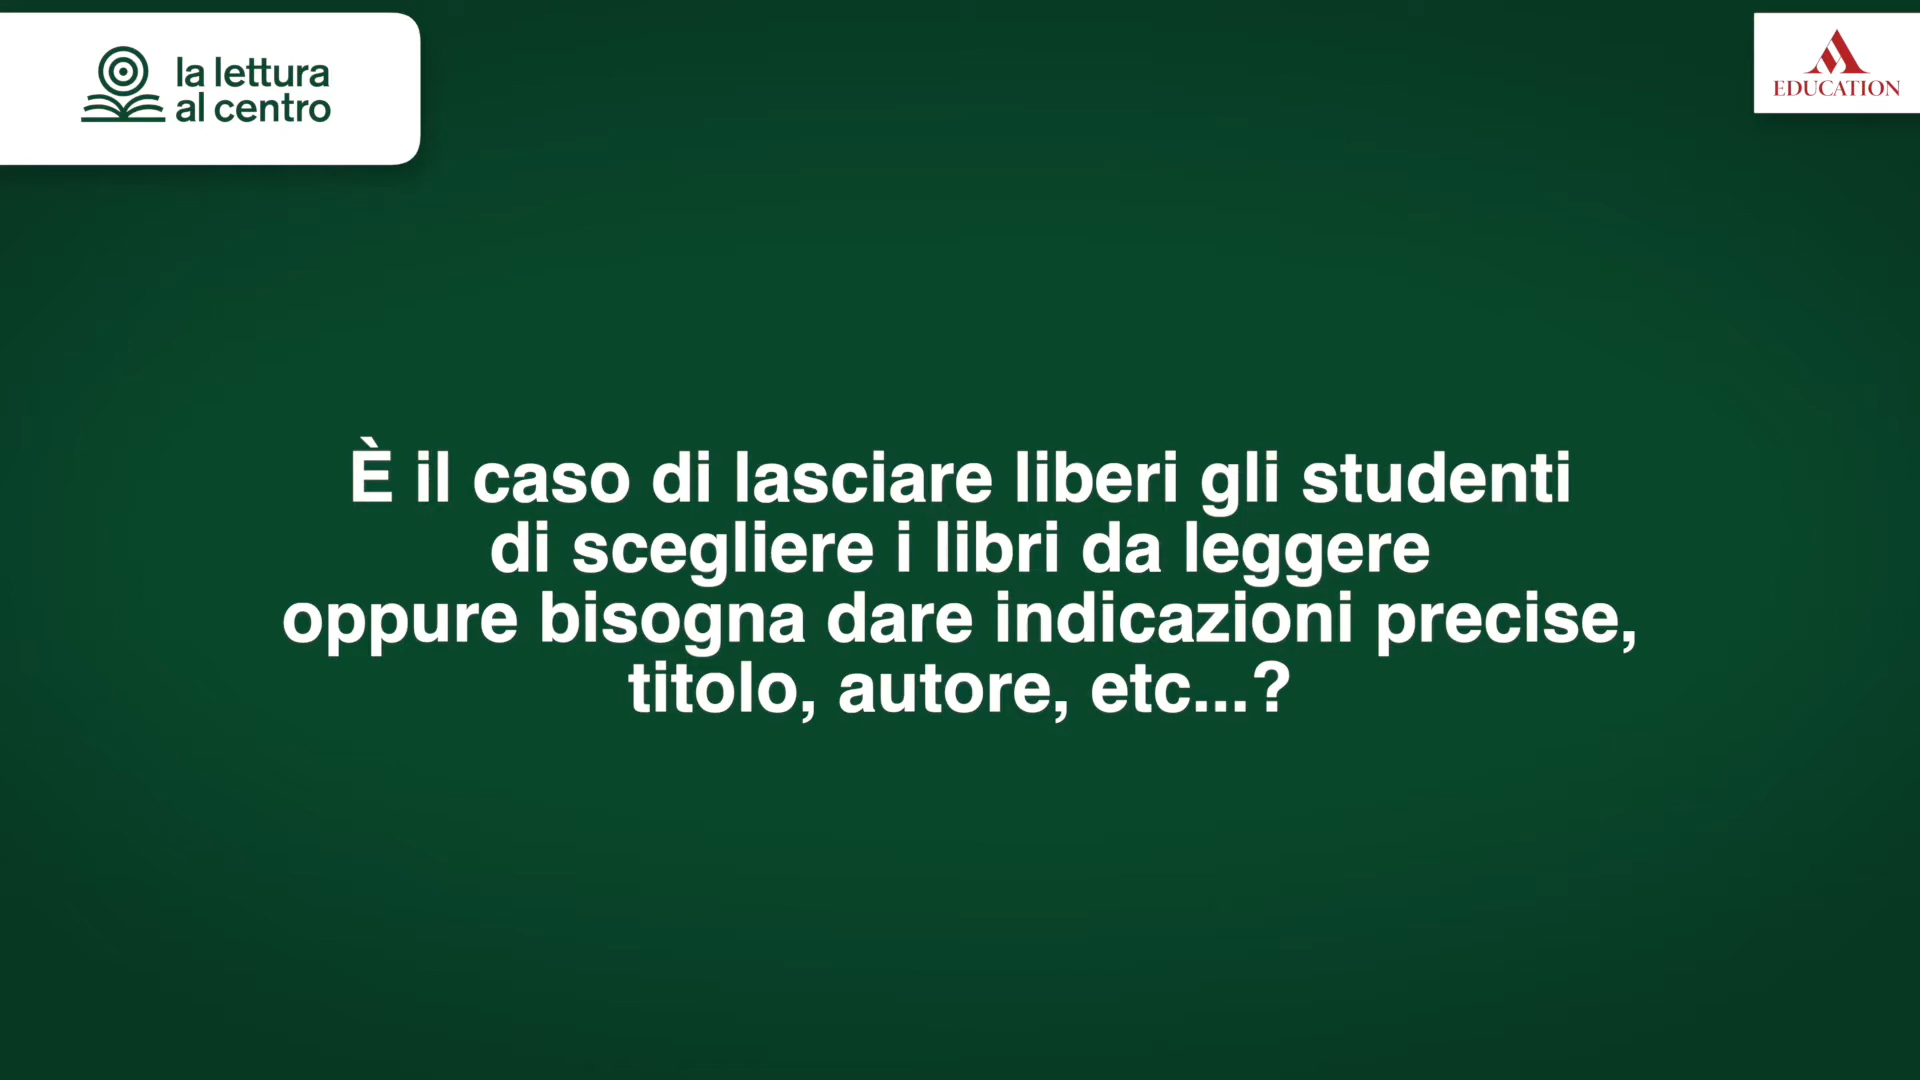 la lettura
al centro
EDUCATION
È il caso di lasciare liberi gli studenti
di scegliere i libri da leggere
oppure bisogna dare indicazioni precise,
titolo, autore, etc...?